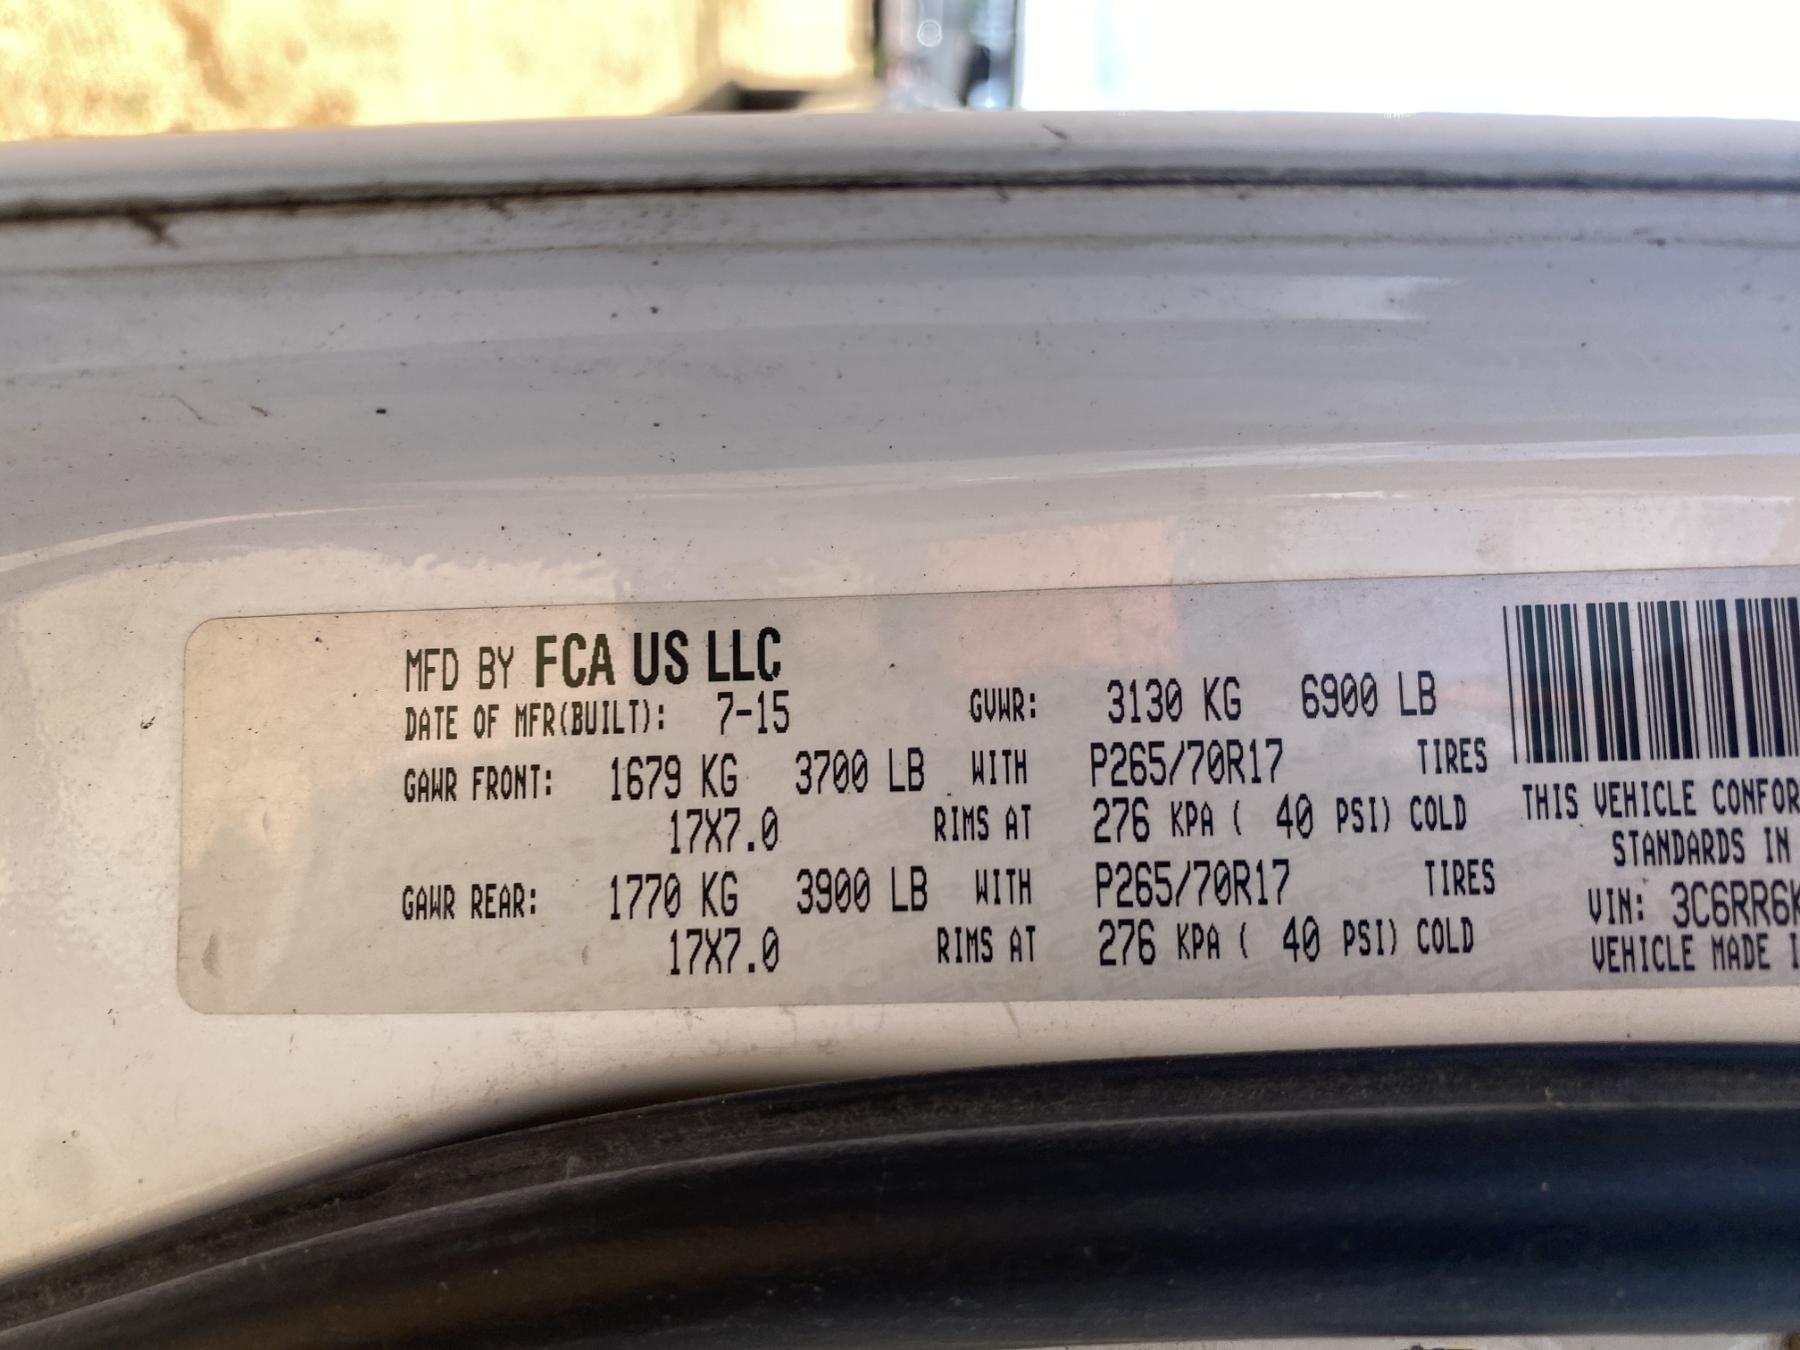 MFD BY FCA US LLC
DATE OF MFR(BUILT): 7-15 GVWR: 3130 KG 6900 LB
GAWR FRONT: 1679 KG 3700 LB WITH P265/70R17 TIRES
17X7.0 RIMS AT 276 KPA ( 40 PSI) COLD
GAWR REAR: 1770 KG 3900 LB WITH P265/70R17 TIRES
17X7.0 RIMS AT 276 KPA ( 40 PSI) COLD
THIS VEHICLE CONFOR
STANDARDS IN
VIN: 3C6RR6K
VEHICLE MADE I